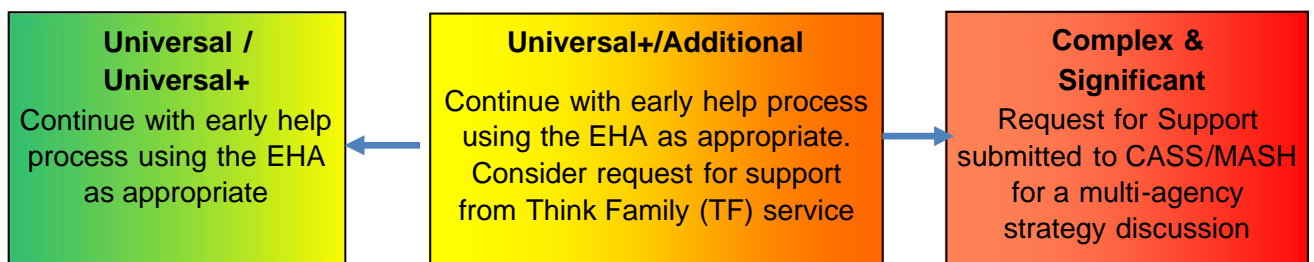 Universal /
Universal+
Continue with early help
process using the EHA
as appropriate
Universal+/Additional
Continue with early help process
using the EHA as appropriate.
Consider request for support
from Think Family (TF) service
Complex &
Significant
Request for Support
submitted to CASS/MASH
for a multi-agency
strategy discussion